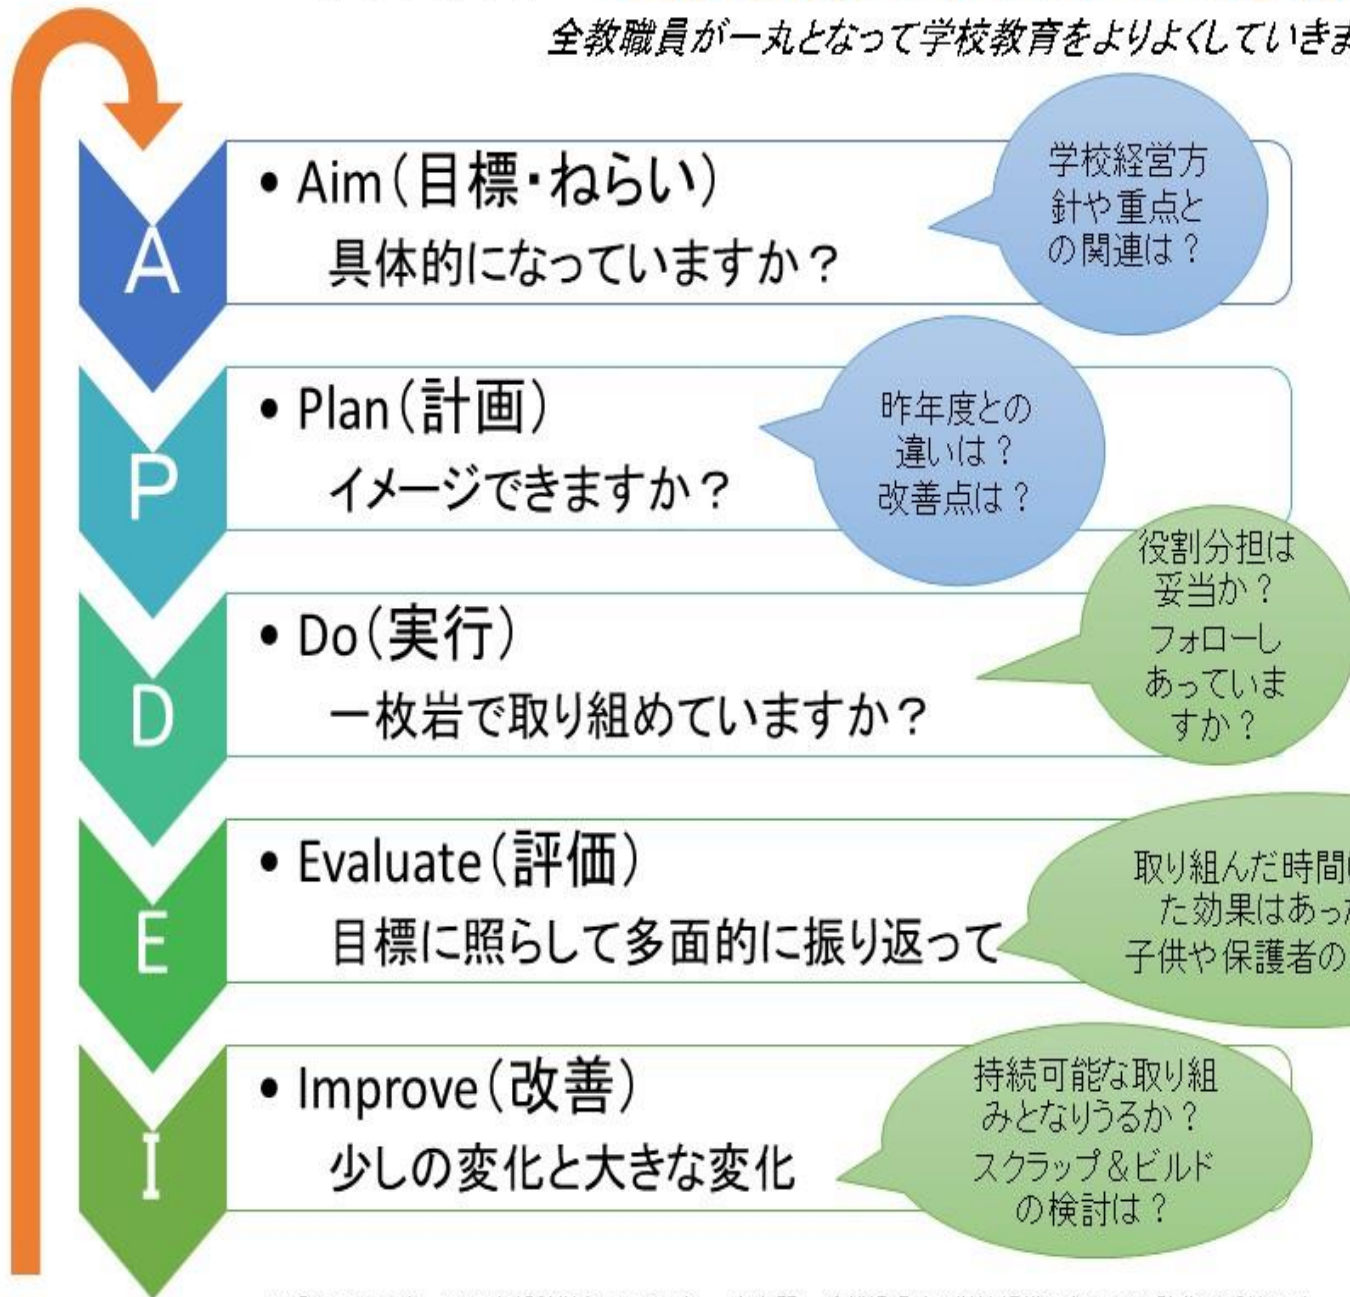 全教職員が一丸となって学校教育をよりよくしていきま
A
• Aim(目標・ねらい)
具体的になっていますか？
学校経営方
針や重点と
の関連は？
P
• Plan(計画)
イメージできますか？
昨年度との
違いは？
改善点は？
D
• Do(実行)
一枚岩で取り組めていますか？
役割分担は
妥当か？
フォローし
あっていま
すか？
E
• Evaluate(評価)
目標に照らして多面的に振り返って
取り組んだ時間
た効果はあっ
子供や保護者の
I
• Improve(改善)
少しの変化と大きな変化
持続可能な取り組
みとなりうるか？
スクラップ＆ビルド
の検討は？